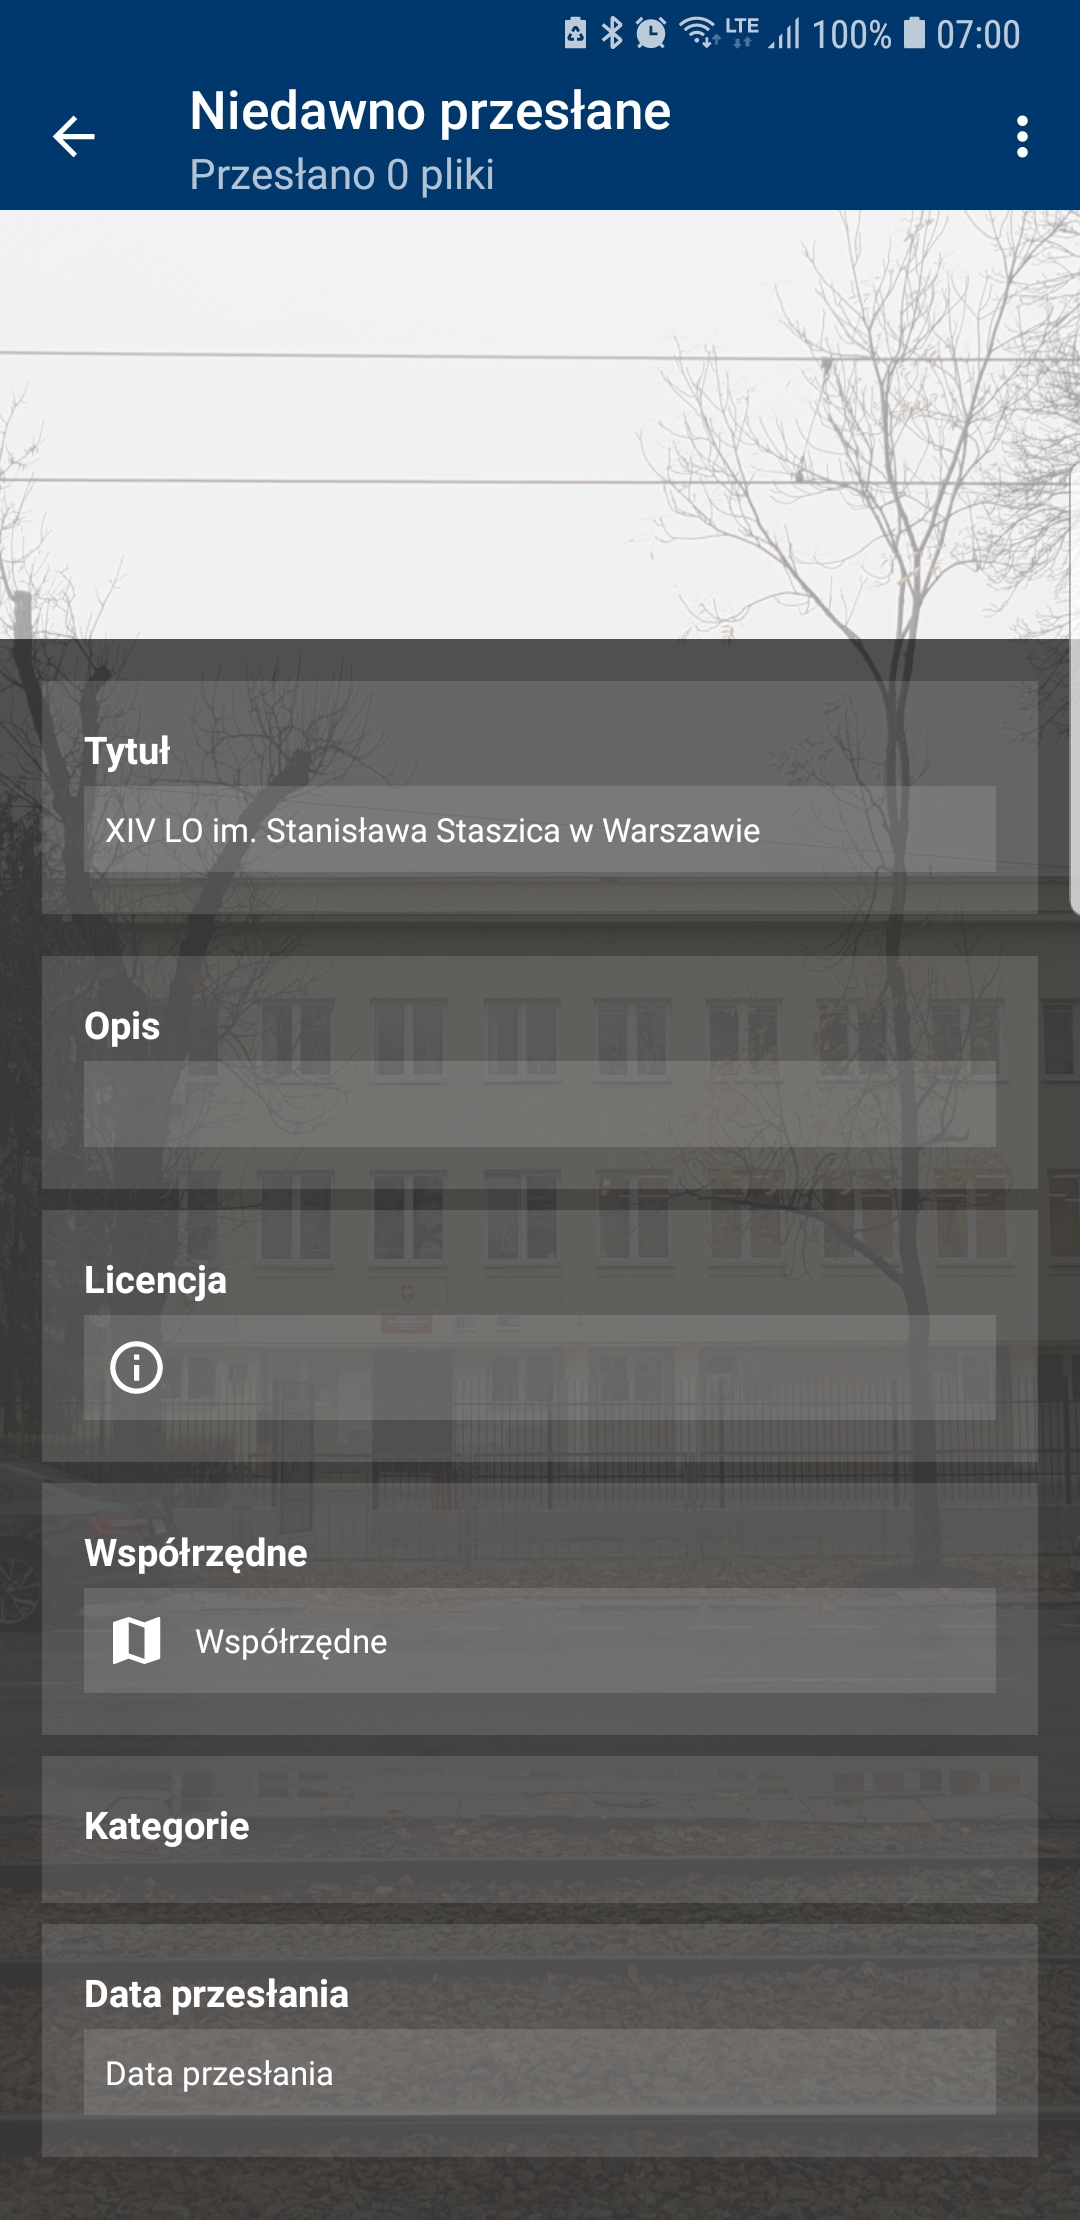 LTE 100% 07:00
Niedawno przesłane
Przesłano 0 pliki
Tytuł
XIV LO im. Stanisława Staszica w Warszawie
Opis
Licencja
Współrzędne
Współrzędne
Kategorie
Data przesłania
Data przesłania